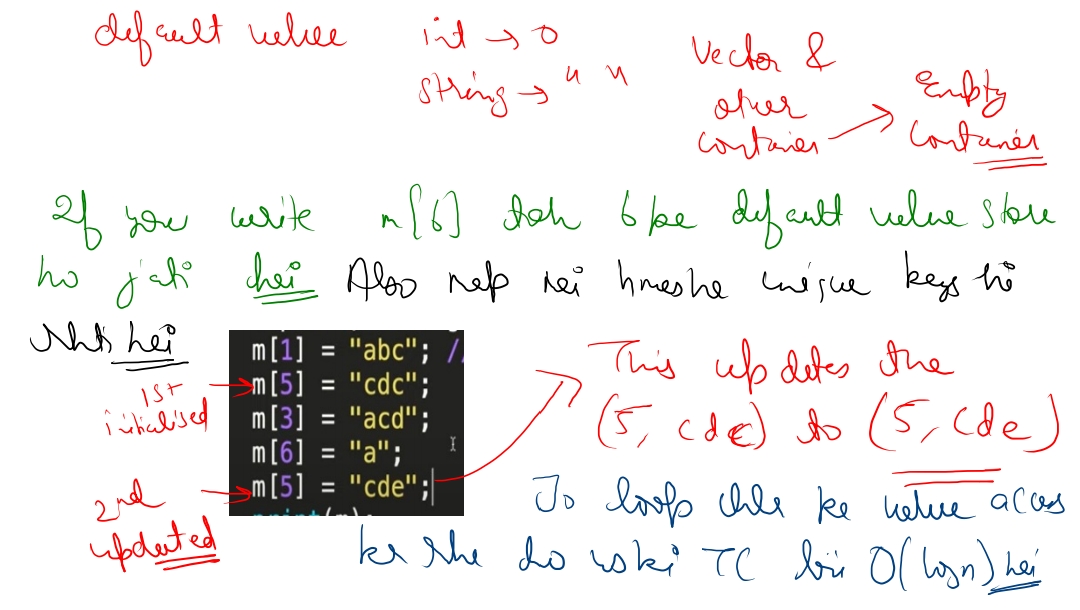 default value int → 0
string → " "
Vector &
other
container → Empty
Container
If you write m[6] toh 6 pe default value store
ho jati hei Also map mei hmesha unique keys hi
rhti hei
m[1] = "abc"; //
m[5] = "cdc";
m[3] = "acd";
m[6] = "a";
m[5] = "cde";
print(m);
1st
initialised
2nd
updated
This updates the
(5, cdc) to (5, cde)
Jo loop chla ke value access
kr rhe ho uski TC bhi O(logn) hei